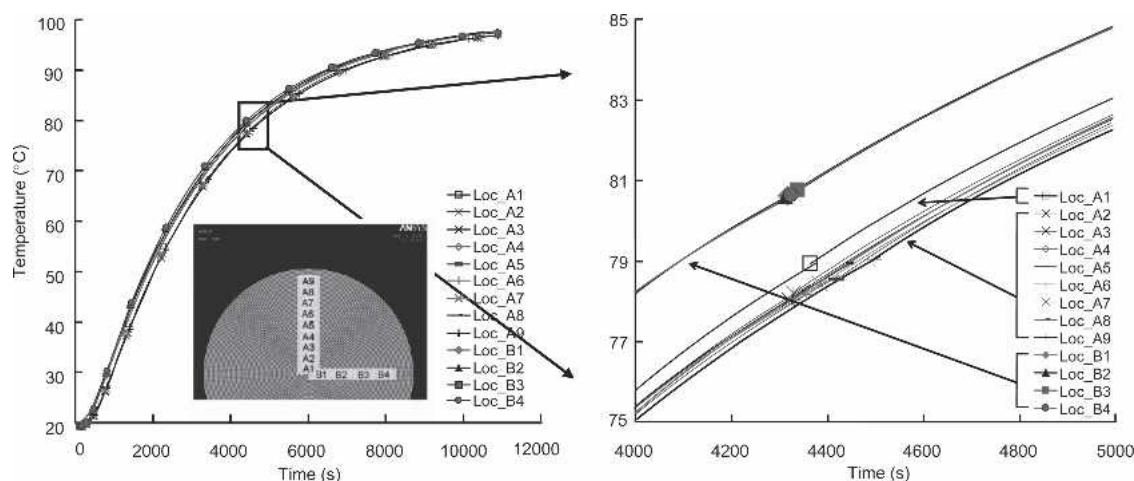 100
90
80
70
60
50
40
30
20
Temperature (°C)
0 2000 4000 6000 8000 10000 12000
Time (s)
Loc_A1
Loc_A2
Loc_A3
Loc_A4
Loc_A5
Loc_A6
Loc_A7
Loc_A8
Loc_A9
Loc_B1
Loc_B2
Loc_B3
Loc_B4
A9
A8
A7
A6
A5
A4
A3
A2
A1
B1 B2 B3 B4
85
83
81
79
77
75
4000 4200 4400 4600 4800 5000
Time (s)
Loc_A1
Loc_A2
Loc_A3
Loc_A4
Loc_A5
Loc_A6
Loc_A7
Loc_A8
Loc_A9
Loc_B1
Loc_B2
Loc_B3
Loc_B4